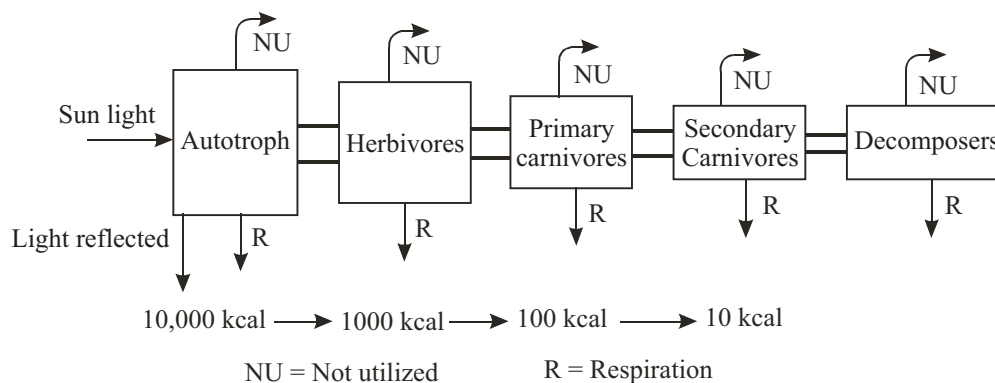 NU
NU
NU
NU
NU
Sun light
Autotroph
Herbivores
Primary
carnivores
Secondary
Carnivores
Decomposers
Light reflected
R
R
R
R
R
10,000 kcal
1000 kcal
100 kcal
10 kcal
NU = Not utilized
R = Respiration